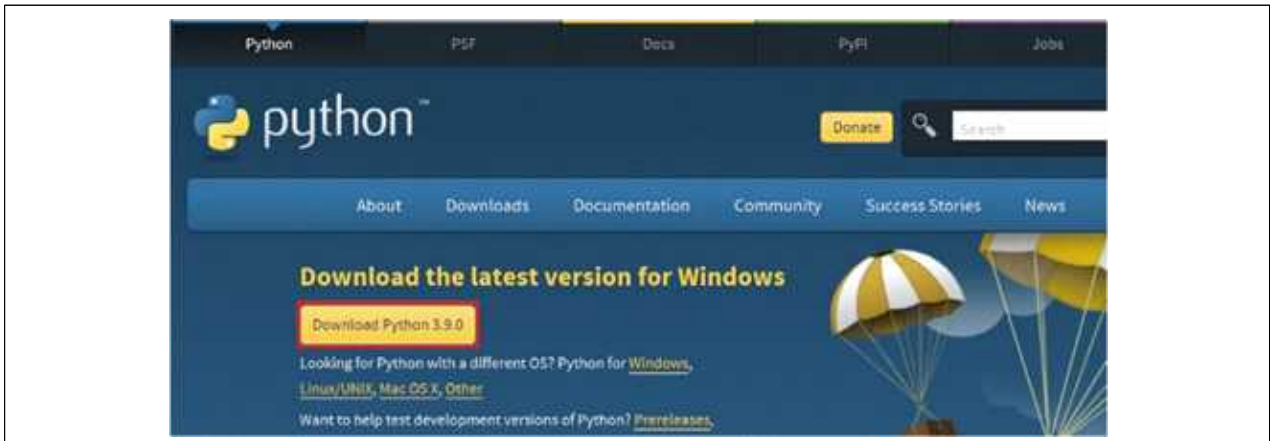 Python PSF Docs PyPI Jobs
python™
Donate Search
About Downloads Documentation Community Success Stories News
Download the latest version for Windows
Download Python 3.9.0
Looking for Python with a different OS? Python for Windows,
Linux/UNIX, Mac OS X, Other
Want to help test development versions of Python? Prereleases,